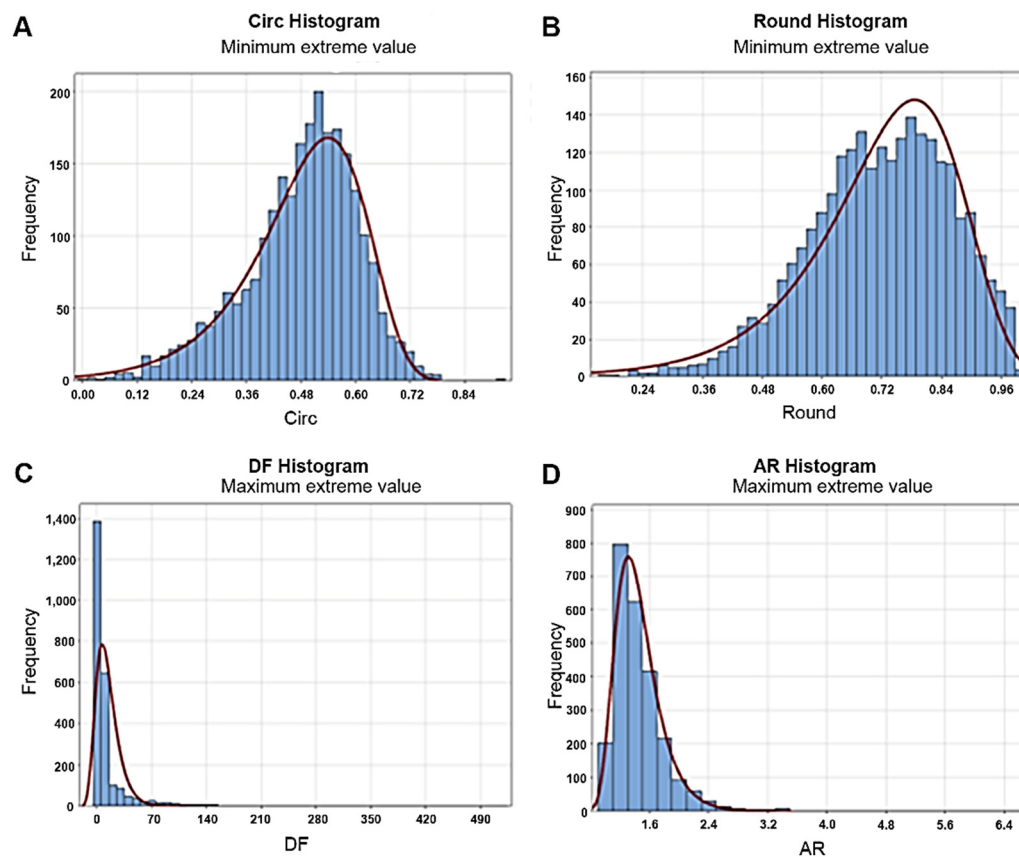 A
Circ Histogram
Minimum extreme value
200
150
100
50
0
Frequency
0.00 0.12 0.24 0.36 0.48 0.60 0.72 0.84
Circ
B
Round Histogram
Minimum extreme value
160
140
120
100
80
60
40
20
0
Frequency
0.24 0.36 0.48 0.60 0.72 0.84 0.96
Round
C
DF Histogram
Maximum extreme value
1,400
1,200
1,000
800
600
400
200
0
Frequency
0 70 140 210 280 350 420 490
DF
D
AR Histogram
Maximum extreme value
900
800
700
600
500
400
300
200
100
0
Frequency
1.6 2.4 3.2 4.0 4.8 5.6 6.4
AR